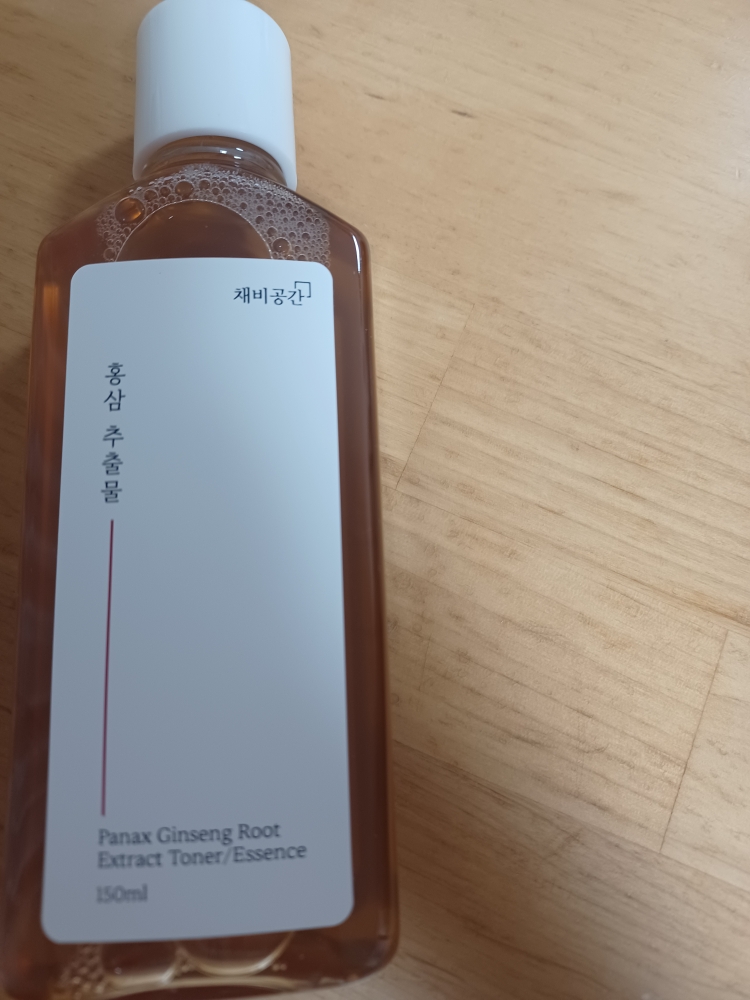 채비공간
홍삼 추출물
Panax Ginseng Root
Extract Toner/Essence
150ml